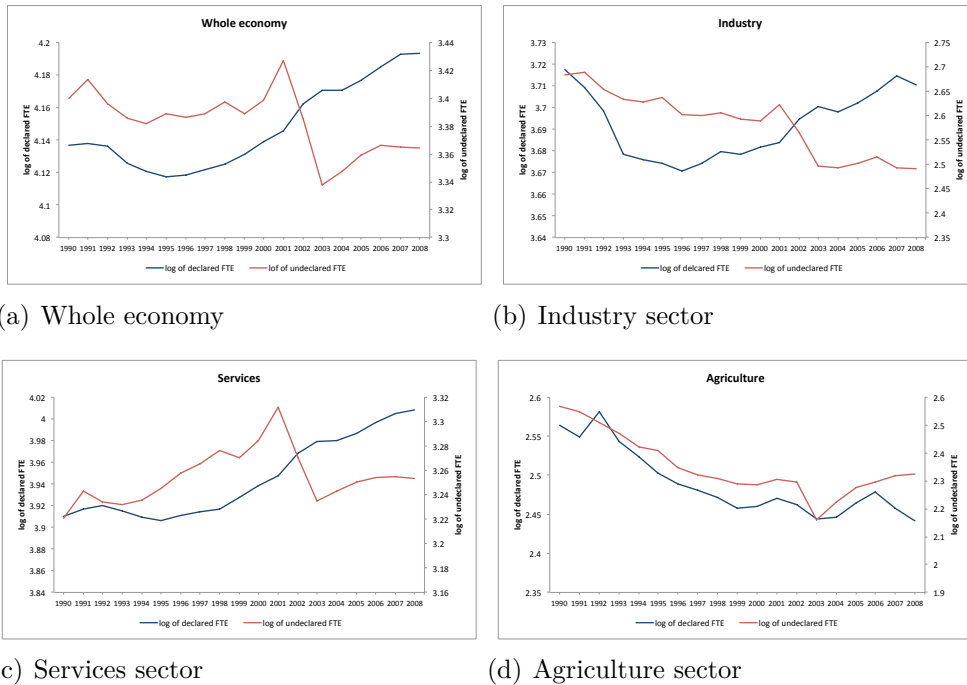 Whole economy
4.2
4.18
4.16
4.14
4.12
4.1
4.08
log of declared FTE
3.44
3.42
3.4
3.38
3.36
3.34
3.32
3.3
log of undeclared FTE
1990 1991 1992 1993 1994 1995 1996 1997 1998 1999 2000 2001 2002 2003 2004 2005 2006 2007 2008
log of declared FTE lof of undeclared FTE
Industry
3.73
3.72
3.71
3.7
3.69
3.68
3.67
3.66
3.65
3.64
log of declared FTE
2.75
2.7
2.65
2.6
2.55
2.5
2.45
2.4
2.35
log of undeclared FTE
1990 1991 1992 1993 1994 1995 1996 1997 1998 1999 2000 2001 2002 2003 2004 2005 2006 2007 2008
log of delcared FTE log of undeclared FTE
a) Whole economy
(b) Industry sector
Services
4.02
4
3.98
3.96
3.94
3.92
3.9
3.88
3.86
3.84
log of declared FTE
3.32
3.3
3.28
3.26
3.24
3.22
3.2
3.18
3.16
log of undeclared FTE
1990 1991 1992 1993 1994 1995 1996 1997 1998 1999 2000 2001 2002 2003 2004 2005 2006 2007 2008
log of declared FTE log of undeclared FTE
Agriculture
2.6
2.55
2.5
2.45
2.4
2.35
log of declared FTE
2.6
2.5
2.4
2.3
2.2
2.1
2
1.9
log of undeclared FTE
1990 1991 1992 1993 1994 1995 1996 1997 1998 1999 2000 2001 2002 2003 2004 2005 2006 2007 2008
log of declared FTE log of undeclared FTE
c) Services sector
(d) Agriculture sector